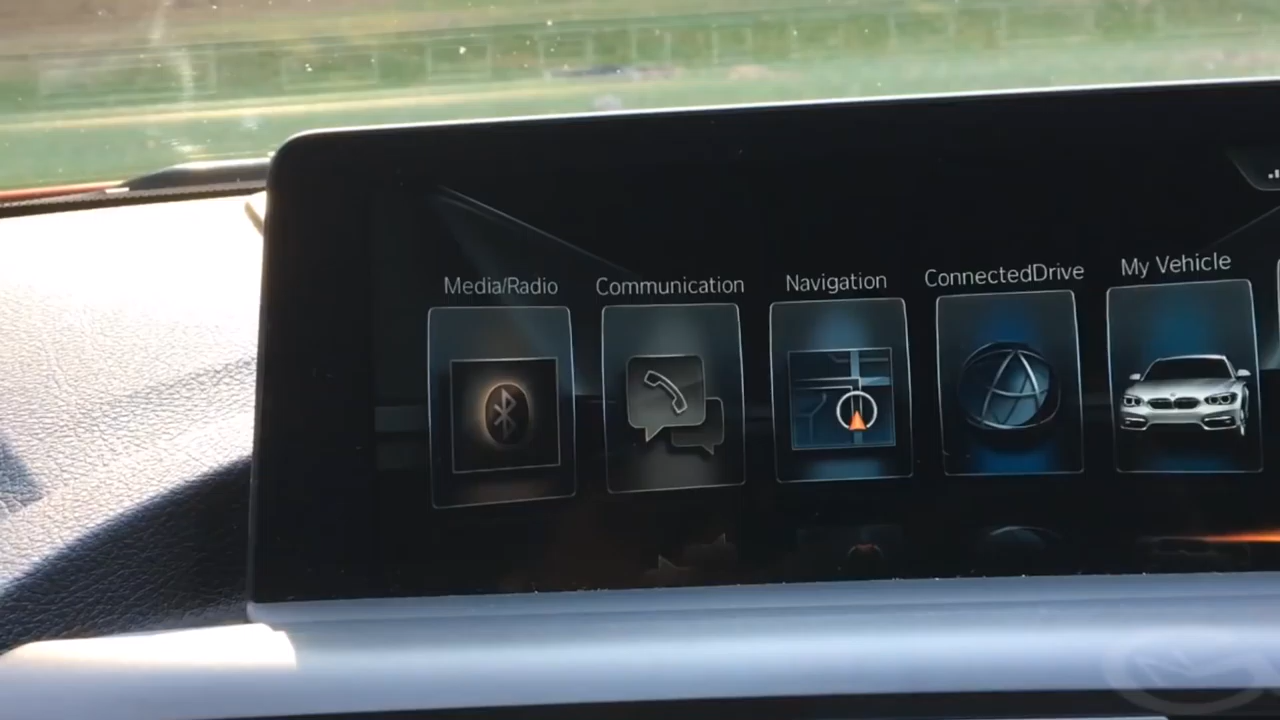 Media/Radio
Communication
Navigation
ConnectedDrive
My Vehicle